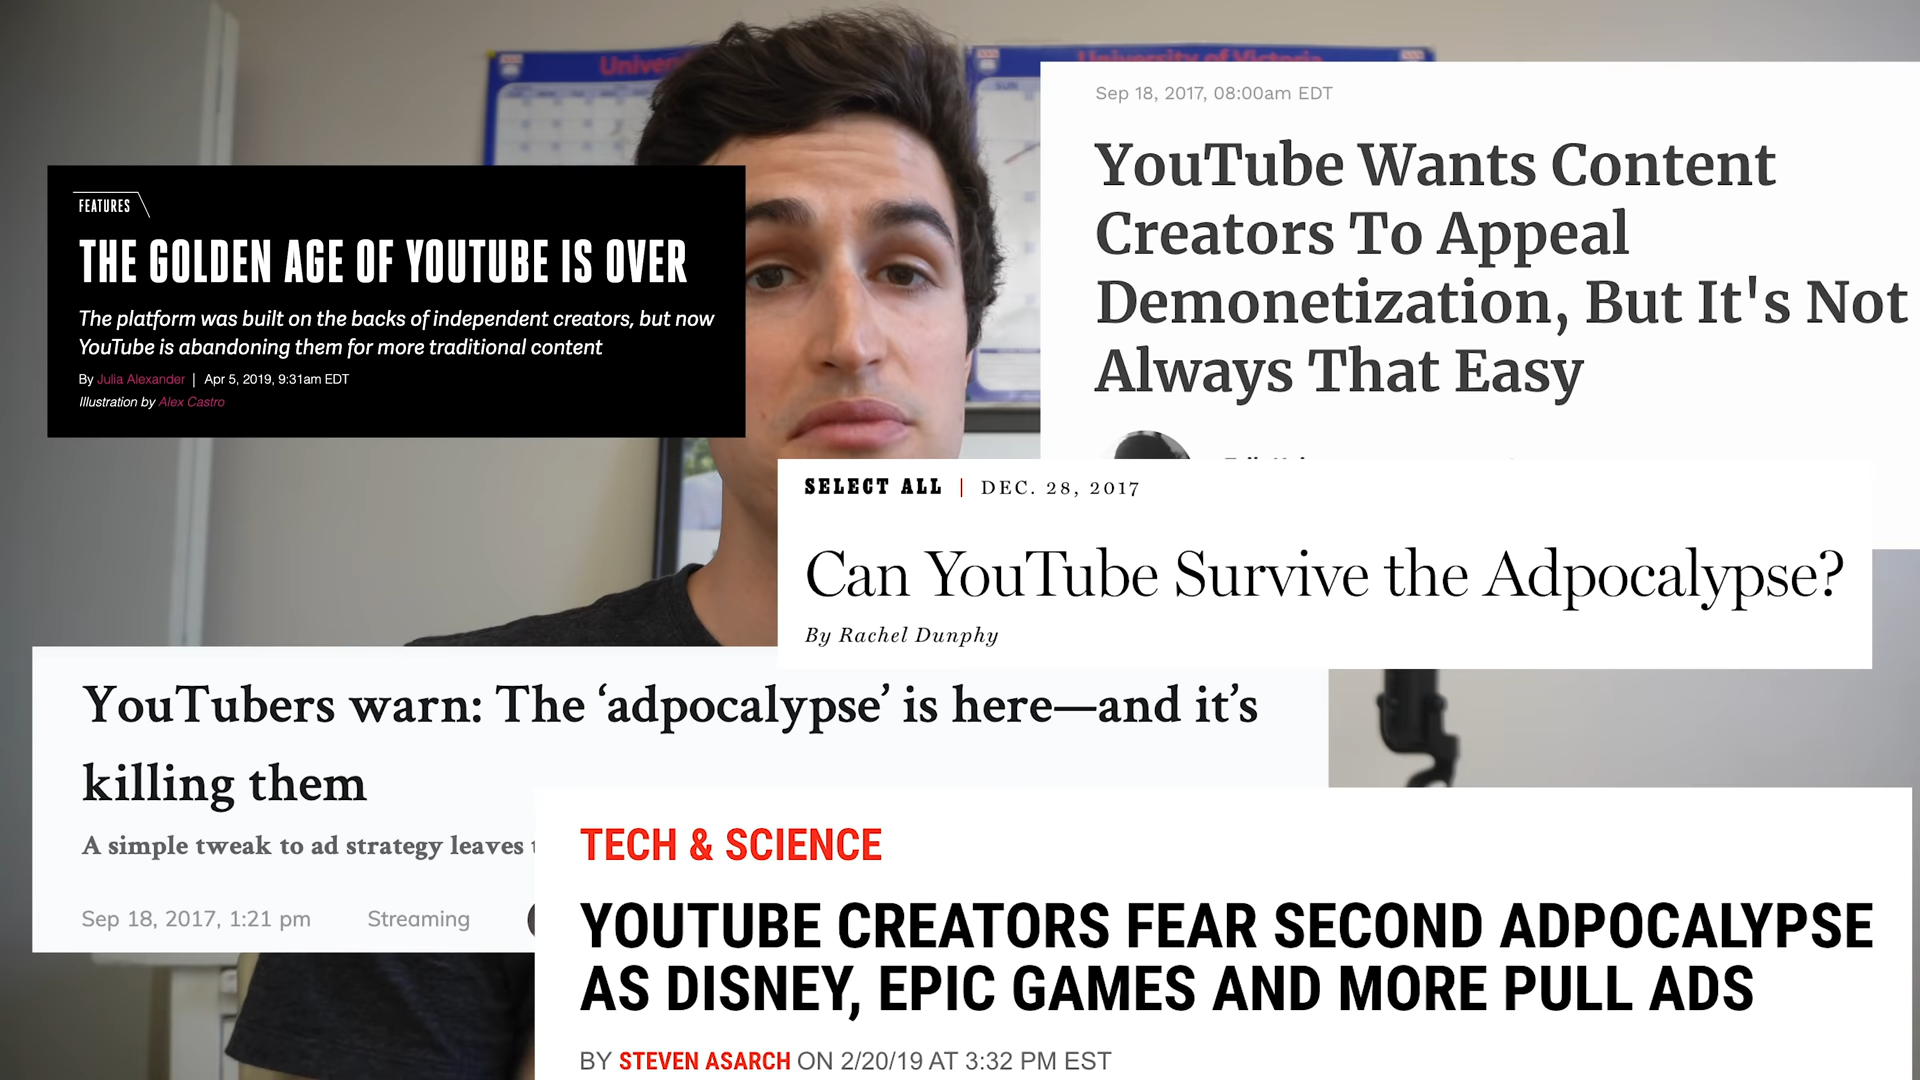 University of Victoria
SUN
FEATURES
THE GOLDEN AGE OF YOUTUBE IS OVER
The platform was built on the backs of independent creators, but now
YouTube is abandoning them for more traditional content
By Julia Alexander | Apr 5, 2019, 9:31am EDT
Illustration by Alex Castro
Sep 18, 2017, 08:00am EDT
YouTube Wants Content
Creators To Appeal
Demonetization, But It's Not
Always That Easy
SELECT ALL | DEC. 28, 2017
Can YouTube Survive the Adpocalypse?
By Rachel Dunphy
YouTubers warn: The ‘adpocalypse’ is here—and it’s
killing them
A simple tweak to ad strategy leaves
Sep 18, 2017, 1:21 pm Streaming
TECH & SCIENCE
YOUTUBE CREATORS FEAR SECOND ADPOCALYPSE
AS DISNEY, EPIC GAMES AND MORE PULL ADS
BY STEVEN ASARCH ON 2/20/19 AT 3:32 PM EST